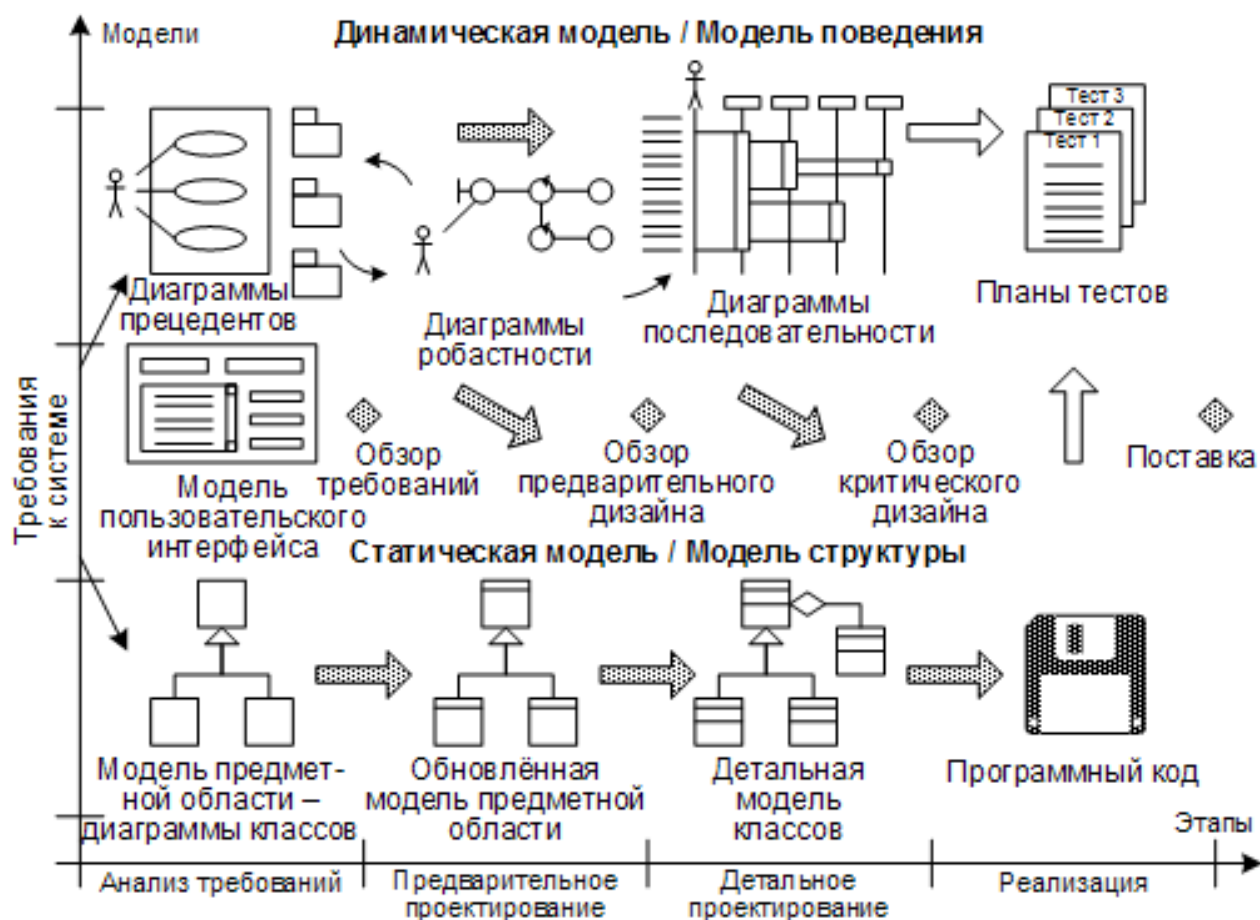 Модели
Динамическая модель / Модель поведения
Тест 3
Тест 2
Тест 1
Диаграммы
прецедентов
Диаграммы
робастности
Диаграммы
последовательности
Планы тестов
Требования
к системе
Модель
пользовательского
интерфейса
Обзор
требований
Обзор
предварительного
дизайна
Обзор
критического
дизайна
Поставка
Статическая модель / Модель структуры
Модель предмет-
ной области –
диаграммы классов
Обновлённая
модель предметной
области
Детальная
модель
классов
Программный код
Этапы
Анализ требований
Предварительное
проектирование
Детальное
проектирование
Реализация